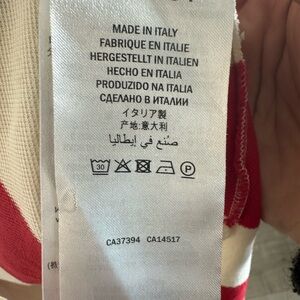 MADE IN ITALY
FABRIQUE EN ITALIE
HERGESTELLT IN ITALIEN
HECHO EN ITALIA
PRODUZIDO NA ITALIA
СДЕЛАНО В ИТАЛИИ
イタリア製
产地:意大利
صنع في إيطاليا
30 P
CA37394 CA14517